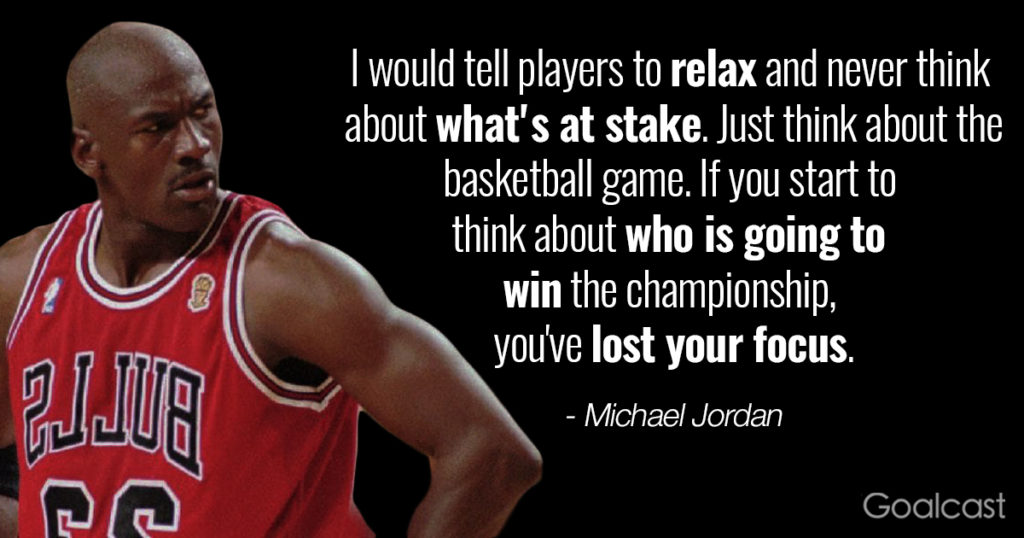 I would tell players to relax and never think
about what's at stake. Just think about the
basketball game. If you start to
think about who is going to
win the championship,
you've lost your focus.
- Michael Jordan
BULLS
23
Goalcast